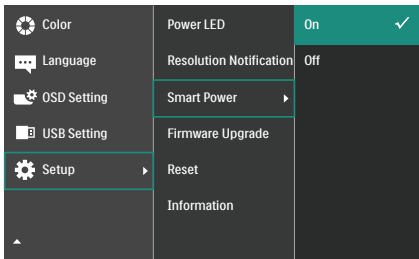 Color
Language
OSD Setting
USB Setting
Setup
Power LED
Resolution Notification
Smart Power
Firmware Upgrade
Reset
Information
On
Off